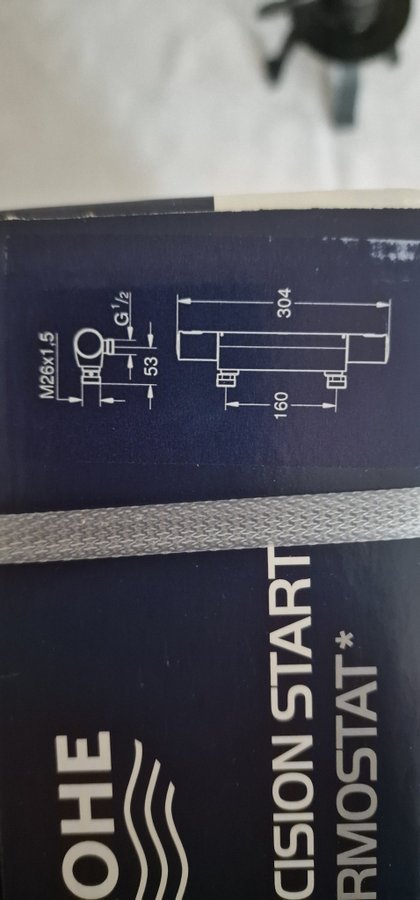 M26x1.5
G 1/2
53
304
160
OHE
CISION START
RMOSTAT*